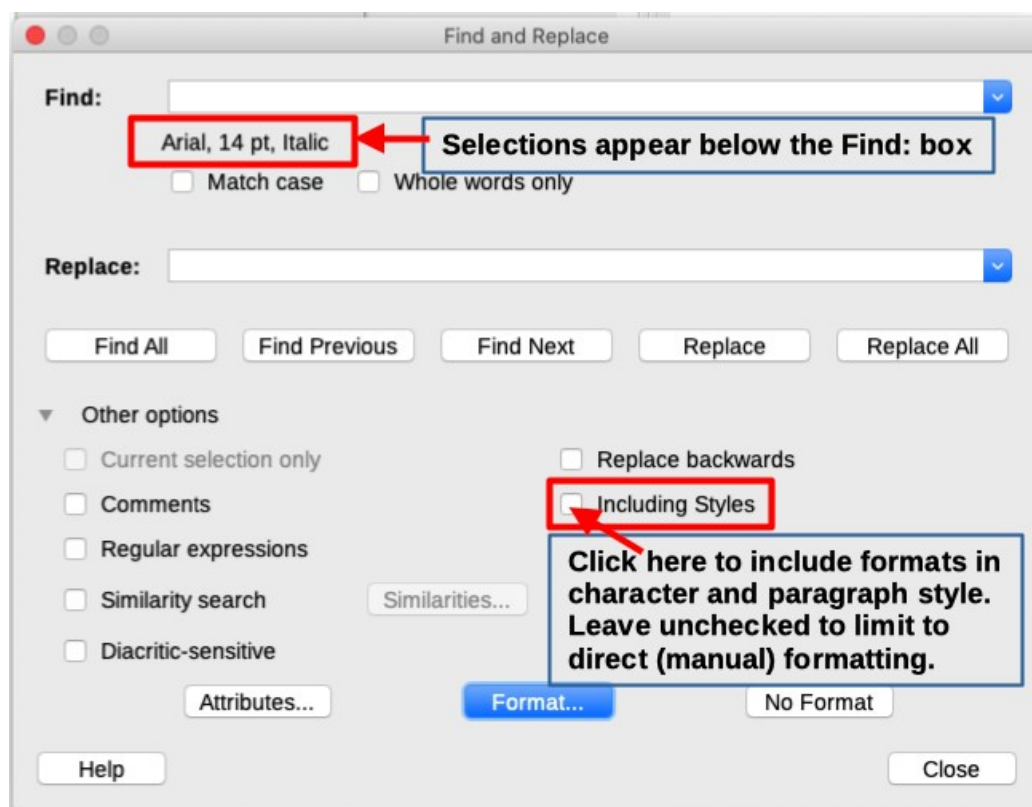 Find and Replace
Find:
Arial, 14 pt, Italic
Selections appear below the Find: box
Match case Whole words only
Replace:
Find All Find Previous Find Next Replace Replace All
Other options
Current selection only Replace backwards
Comments Including Styles
Regular expressions
Click here to include formats in
character and paragraph style.
Leave unchecked to limit to
direct (manual) formatting.
Similarity search Similarities...
Diacritic-sensitive
Attributes... Format... No Format
Help Close